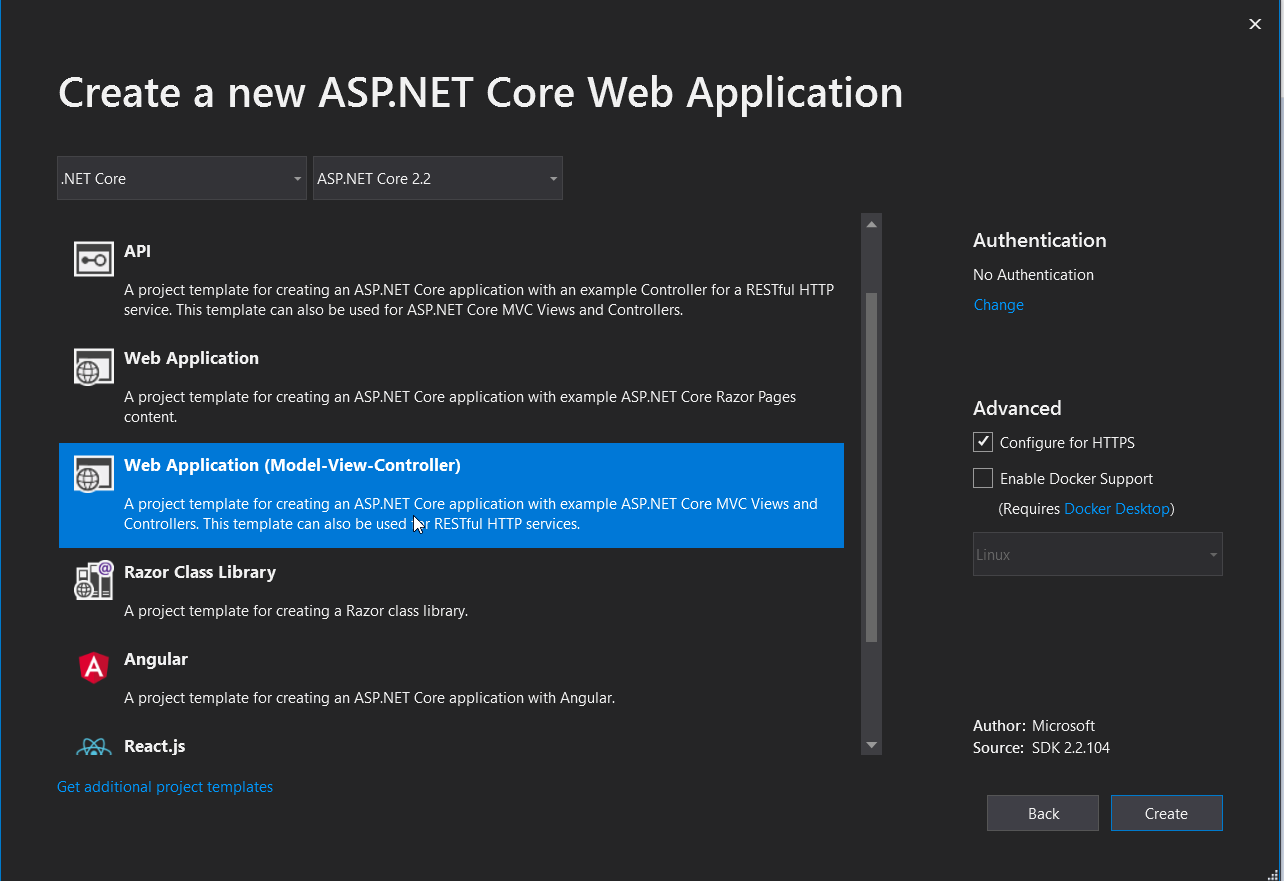 Create a new ASP.NET Core Web Application
.NET Core
ASP.NET Core 2.2
API
A project template for creating an ASP.NET Core application with an example Controller for a RESTful HTTP
service. This template can also be used for ASP.NET Core MVC Views and Controllers.
Web Application
A project template for creating an ASP.NET Core application with example ASP.NET Core Razor Pages
content.
Web Application (Model-View-Controller)
A project template for creating an ASP.NET Core application with example ASP.NET Core MVC Views and
Controllers. This template can also be used for RESTful HTTP services.
Razor Class Library
A project template for creating a Razor class library.
Angular
A project template for creating an ASP.NET Core application with Angular.
React.js
Get additional project templates
Authentication
No Authentication
Change
Advanced
Configure for HTTPS
Enable Docker Support
(Requires Docker Desktop)
Linux
Author: Microsoft
Source: SDK 2.2.104
Back
Create